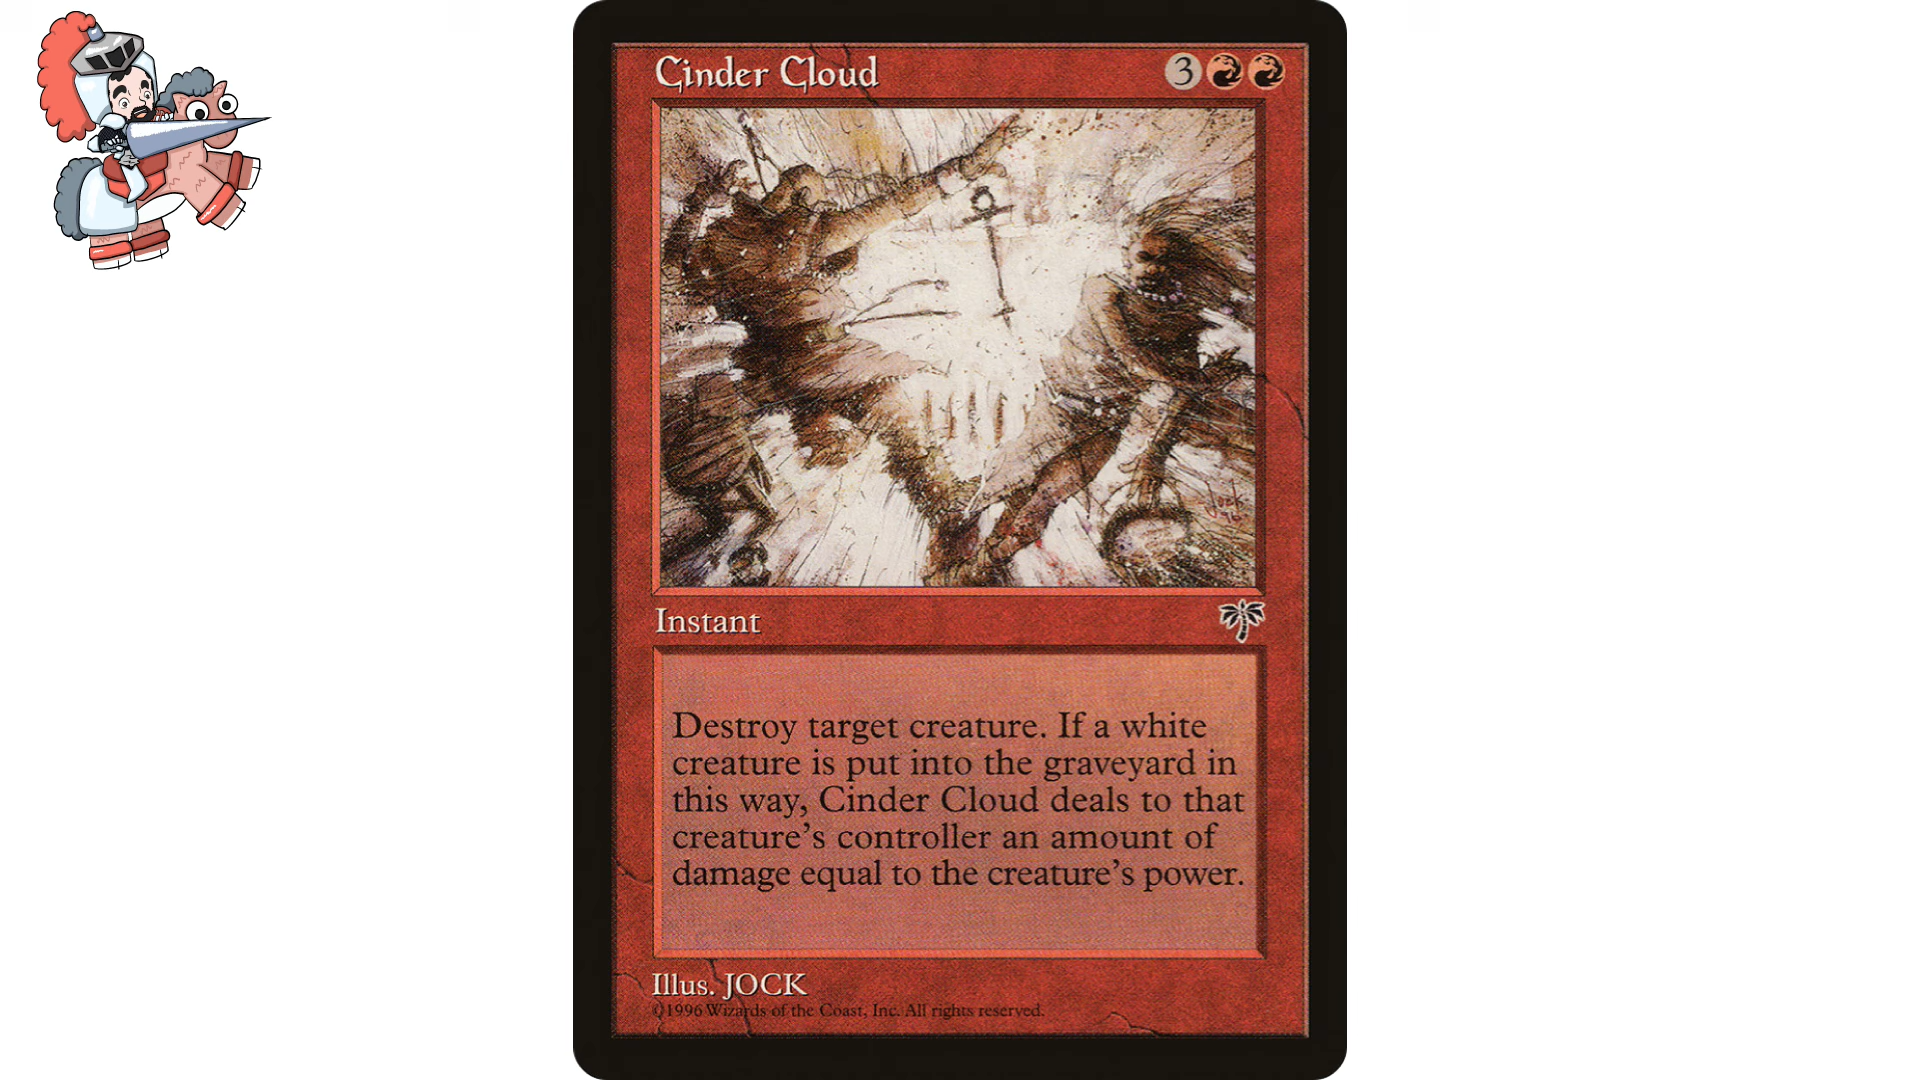 Cinder Cloud
3
Instant
Destroy target creature. If a white
creature is put into the graveyard in
this way, Cinder Cloud deals to that
creature's controller an amount of
damage equal to the creature's power.
Illus. JOCK
©1996 Wizards of the Coast, Inc. All rights reserved.
Jock
96